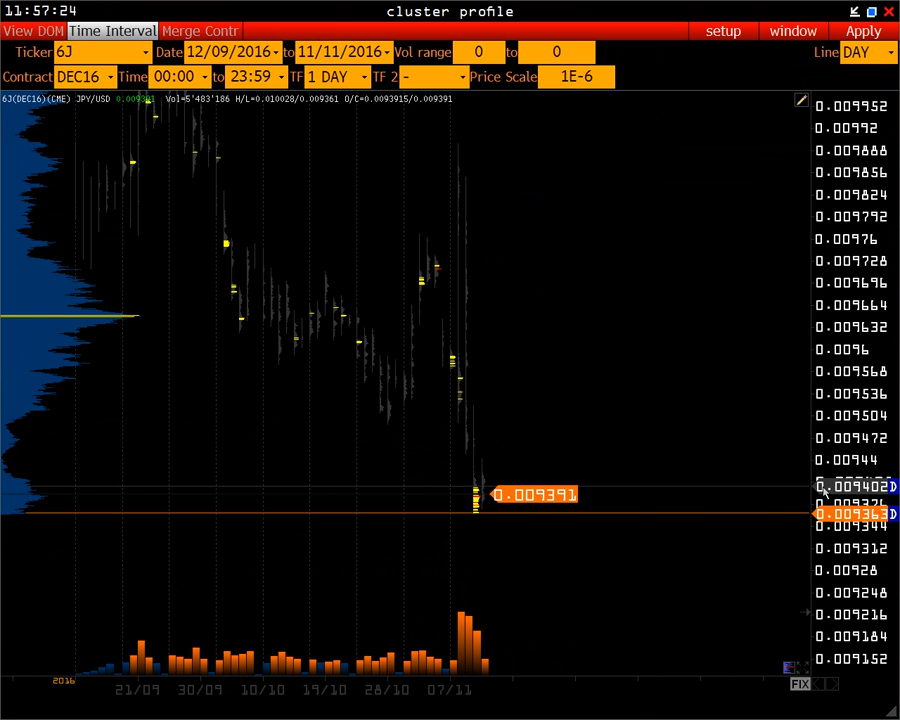 11:57:24 cluster profile
View DOM Time Interval Merge Contr setup window Apply
Ticker 6J Date 12/09/2016 to 11/11/2016 Vol range 0 to 0 Line DAY
Contract DEC16 Time 00:00 to 23:59 TF 1 DAY TF 2 - Price Scale 1E-6
6J(DEC16)(CME) JPY/USD 0.009391 Vol=5'483'186 H/L=0.010028/0.009361 O/C=0.0093915/0.009391
0.009952
0.00992
0.009888
0.009856
0.009824
0.009792
0.00976
0.009728
0.009696
0.009664
0.009632
0.0096
0.009568
0.009536
0.009504
0.009472
0.00944
0.009402 D
0.009391
0.009363 D
0.009344
0.009312
0.00928
0.009248
0.009216
0.009184
0.009152
2016
21/09 30/09 10/10 19/10 28/10 07/11
FIX